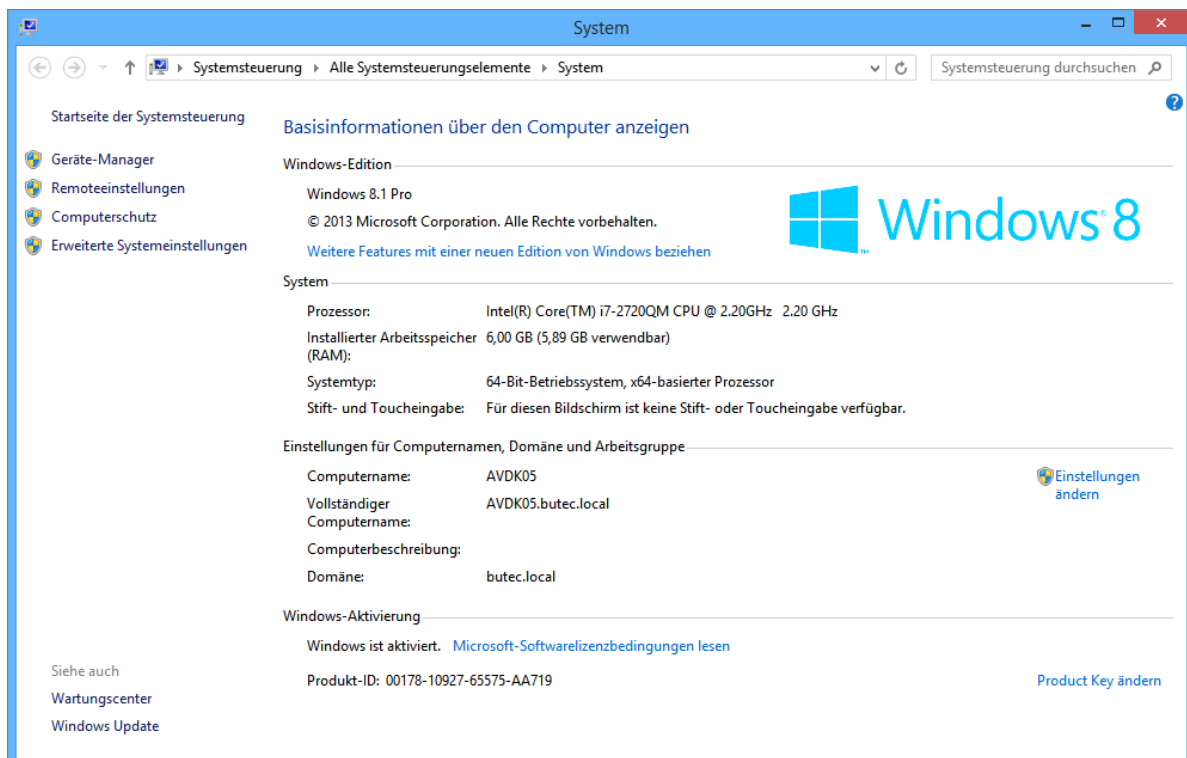 System
Systemsteuerung Alle Systemsteuerungselemente System
Systemsteuerung durchsuchen
Startseite der Systemsteuerung
Geräte-Manager
Remoteeinstellungen
Computerschutz
Erweiterte Systemeinstellungen
Siehe auch
Wartungscenter
Windows Update
Basisinformationen über den Computer anzeigen
Windows-Edition
Windows 8.1 Pro
© 2013 Microsoft Corporation. Alle Rechte vorbehalten.
Weitere Features mit einer neuen Edition von Windows beziehen
Windows® 8™
System
Prozessor: Intel(R) Core(TM) i7-2720QM CPU @ 2.20GHz 2.20 GHz
Installierter Arbeitsspeicher 6,00 GB (5,89 GB verwendbar)
(RAM):
Systemtyp: 64-Bit-Betriebssystem, x64-basierter Prozessor
Stift- und Toucheingabe: Für diesen Bildschirm ist keine Stift- oder Toucheingabe verfügbar.
Einstellungen für Computernamen, Domäne und Arbeitsgruppe
Computername: AVDK05
Einstellungen
ändern
Vollständiger AVDK05.butec.local
Computername:
Computerbeschreibung:
Domäne: butec.local
Windows-Aktivierung
Windows ist aktiviert. Microsoft-Softwarelizenzbedingungen lesen
Produkt-ID: 00178-10927-65575-AA719
Product Key ändern